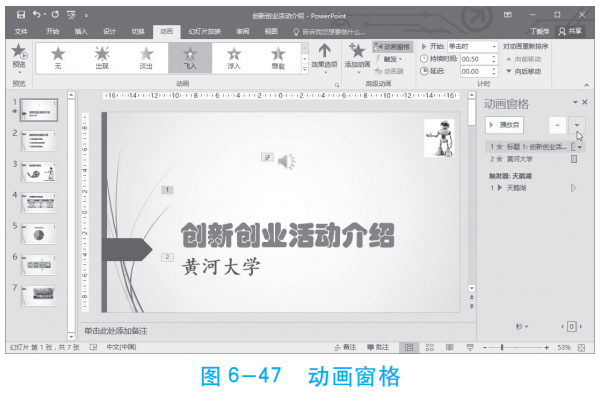 创新创业活动介绍 - PowerPoint
文件 开始 插入 设计 切换 动画 幻灯片放映 审阅 视图 告诉我您想要做什么... 丁婉萍 共享
预览 无 出现 淡出 飞入 浮入 劈裂 效果选项 添加动画 动画窗格 触发 动画刷 开始: 单击时 持续时间: 00.50 延迟: 00.00 对动画重新排序 向前移动 向后移动
预览 动画 高级动画 计时
动画窗格
播放自
1 标题 1: 创新创业活...
2 黄河大学
触发器: 天鹅湖
1 天鹅湖
1
2
3
4
5
6
7
1
创新创业活动介绍
2
黄河大学
秒 0
单击此处添加备注
幻灯片 第 1 张，共 7 张 中文(中国) 备注 批注 53%
图 6-47 动画窗格